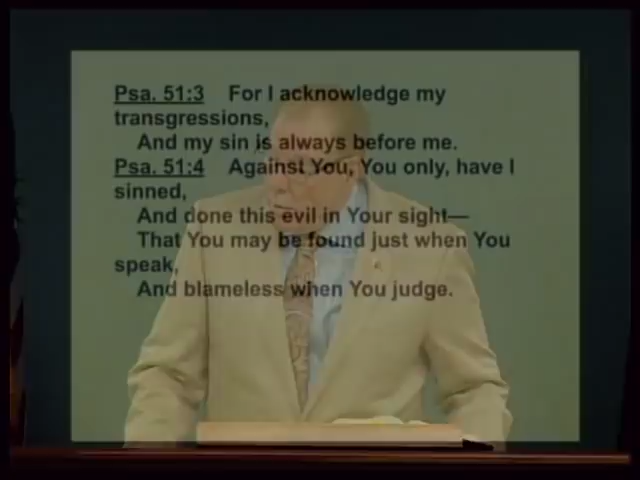 Psa. 51:3 For I acknowledge my
transgressions,
And my sin is always before me.
Psa. 51:4 Against You, You only, have I
sinned,
And done this evil in Your sight—
That You may be found just when You
speak,
And blameless when You judge.